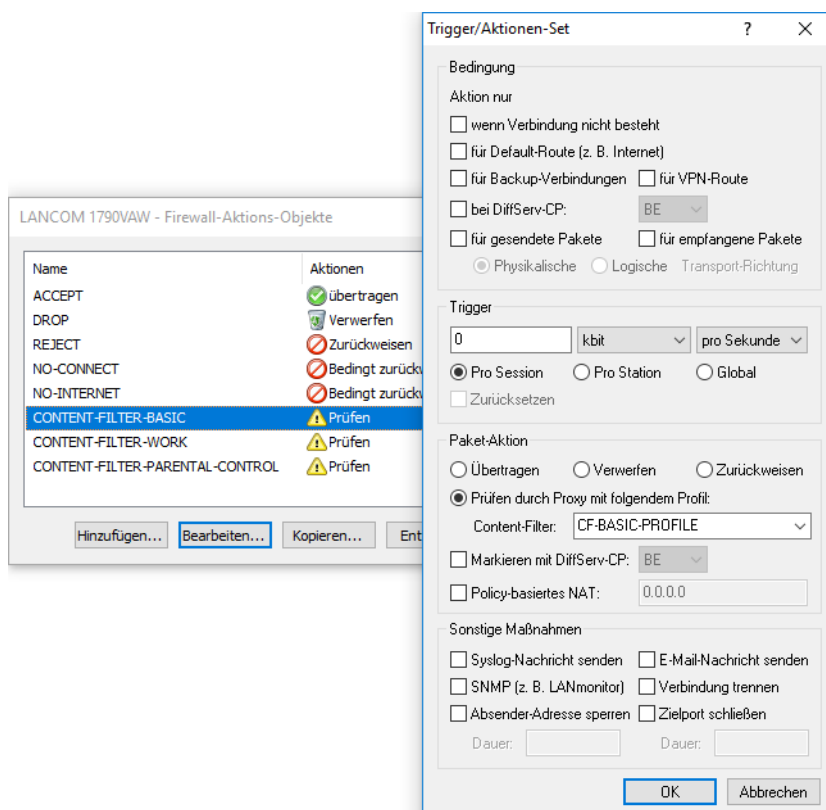 LANCOM 1790VAW - Firewall-Aktions-Objekte
Name Aktionen
ACCEPT übertragen
DROP Verwerfen
REJECT Zurückweisen
NO-CONNECT Bedingt zurückw
NO-INTERNET Bedingt zurückw
CONTENT-FILTER-BASIC Prüfen
CONTENT-FILTER-WORK Prüfen
CONTENT-FILTER-PARENTAL-CONTROL Prüfen
Hinzufügen... Bearbeiten... Kopieren... Ent
Trigger/Aktionen-Set ?
Bedingung
Aktion nur
wenn Verbindung nicht besteht
für Default-Route (z. B. Internet)
für Backup-Verbindungen für VPN-Route
bei DiffServ-CP: BE
für gesendete Pakete für empfangene Pakete
Physikalische Logische Transport-Richtung
Trigger
0 kbit pro Sekunde
Pro Session Pro Station Global
Zurücksetzen
Paket-Aktion
Übertragen Verwerfen Zurückweisen
Prüfen durch Proxy mit folgendem Profil:
Content-Filter: CF-BASIC-PROFILE
Markieren mit DiffServ-CP: BE
Policy-basiertes NAT: 0.0.0.0
Sonstige Maßnahmen
Syslog-Nachricht senden E-Mail-Nachricht senden
SNMP (z. B. LANmonitor) Verbindung trennen
Absender-Adresse sperren Zielport schließen
Dauer: Dauer:
OK Abbrechen